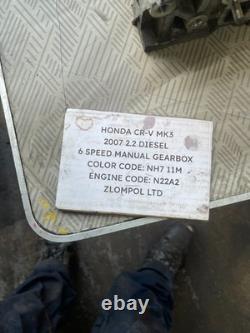 HONDA CR-V MK3
2007 2.2 DIESEL
6 SPEED MANUAL GEARBOX
COLOR CODE: NH7 11M
ENGINE CODE: N22A2
ZLOMPOL LTD